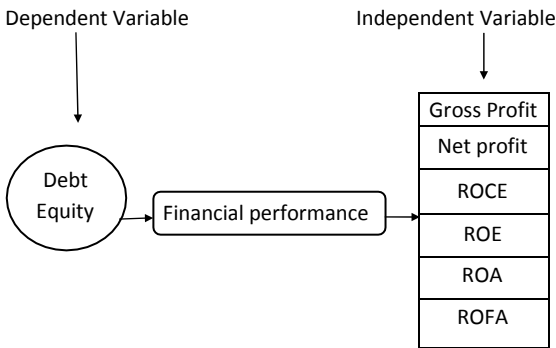 Dependent Variable
Independent Variable
Debt
Equity
Financial performance
Gross Profit
Net profit
ROCE
ROE
ROA
ROFA